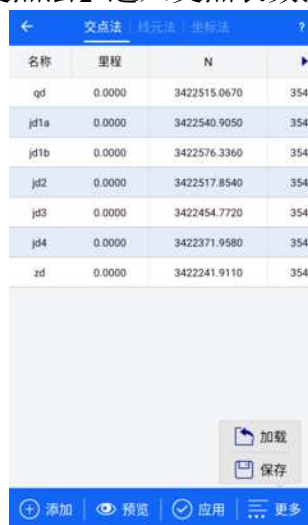 交点法 | 线元法 | 坐标法 ?
名称 里程 N
qd 0.0000 3422515.0670 354
jd1a 0.0000 3422540.9050 354
jd1b 0.0000 3422576.3360 354
jd2 0.0000 3422517.8540 354
jd3 0.0000 3422454.7720 354
jd4 0.0000 3422371.9580 354
zd 0.0000 3422241.9110 354
加载
保存
添加 预览 应用 更多